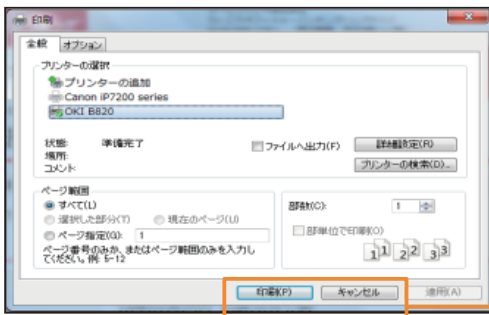 印刷
全般 オプション
プリンターの選択
プリンターの追加
Canon iP7200 series
OKI B820
状態: 準備完了
ファイルへ出力(F) 詳細設定(R)
場所:
プリンターの検索(D)...
コメント:
ページ範囲
すべて(L)
選択した部分(T) 現在のページ(U)
ページ指定(G): 1
ページ番号のみか、またはページ範囲のみを入力し
てください。例: 5-12
部数(C): 1
部単位で印刷(O)
1 1 2 2 3 3
印刷(P) キャンセル 適用(A)